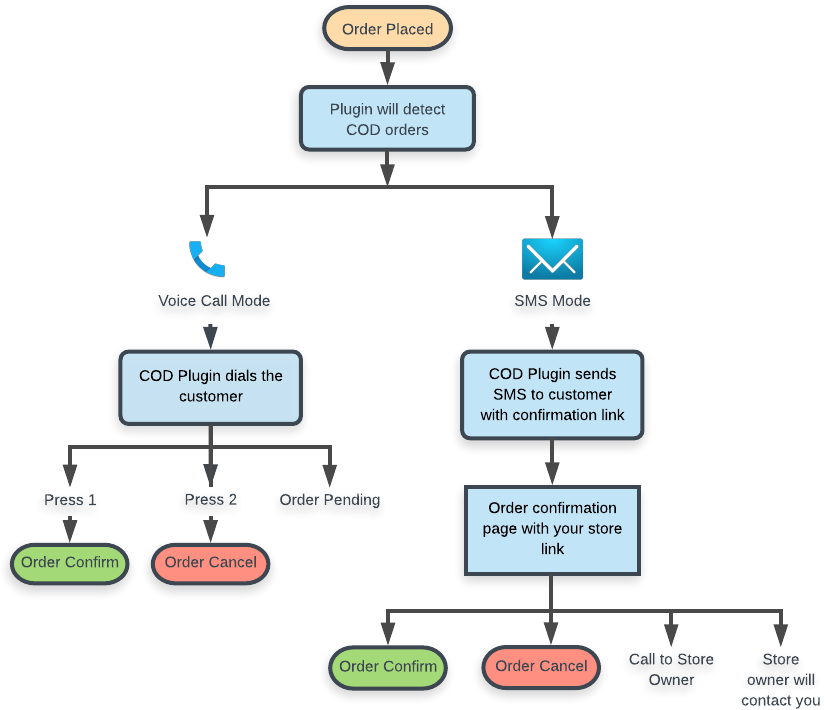 Order Placed
Plugin will detect
COD orders
Voice Call Mode
SMS Mode
COD Plugin dials the
customer
COD Plugin sends
SMS to customer
with confirmation link
Press 1
Press 2
Order Pending
Order Confirm
Order Cancel
Order confirmation
page with your store
link
Order Confirm
Order Cancel
Call to Store
Owner
Store
owner will
contact you